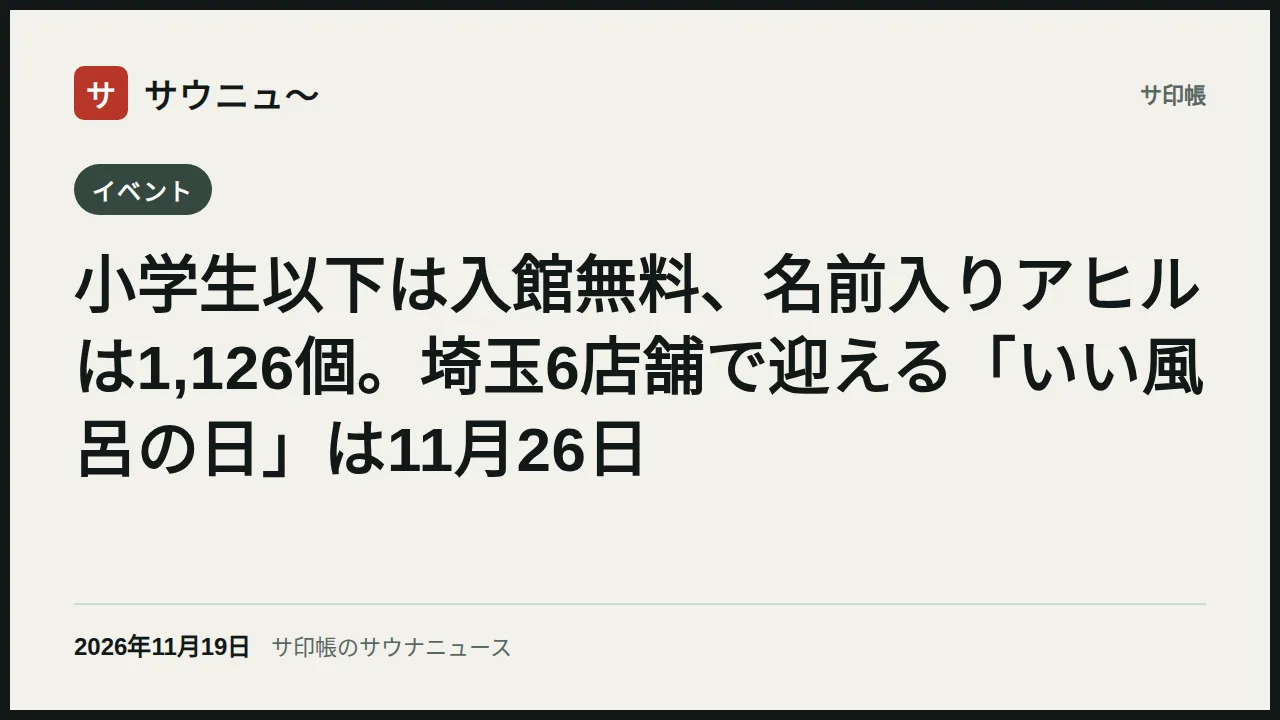 サ サウニュ〜
サ印帳
イベント
小学生以下は入館無料、名前入りアヒル
は1,126個。埼玉6店舗で迎える「いい風
呂の日」は11月26日
2026年11月19日 サ印帳のサウナニュース